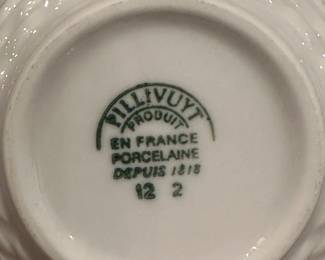 PILLIVUYT
PRODUIT
EN FRANCE
PORCELAINE
DEPUIS 1818
12 2